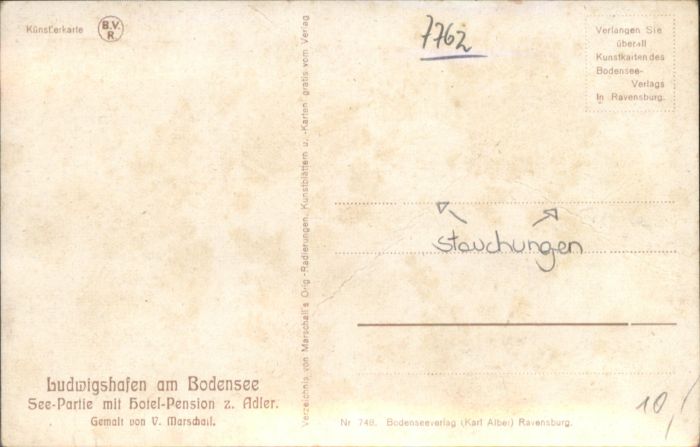 Künstlerkarte B.V.R.
7762
Verlangen Sie
überall
Kunstkarten des
Bodensee-
Verlags
in Ravensburg.
Verzeichnis von Marschall's Orig.-Radierungen, Kunstblättern u. -Karten gratis vom Verlag
Stauchungen
Ludwigshafen am Bodensee
See-Partie mit Hotel-Pension z. Adler.
Gemalt von V. Marschall.
Nr. 748. Bodenseeverlag (Karl Alber) Ravensburg.
10,/